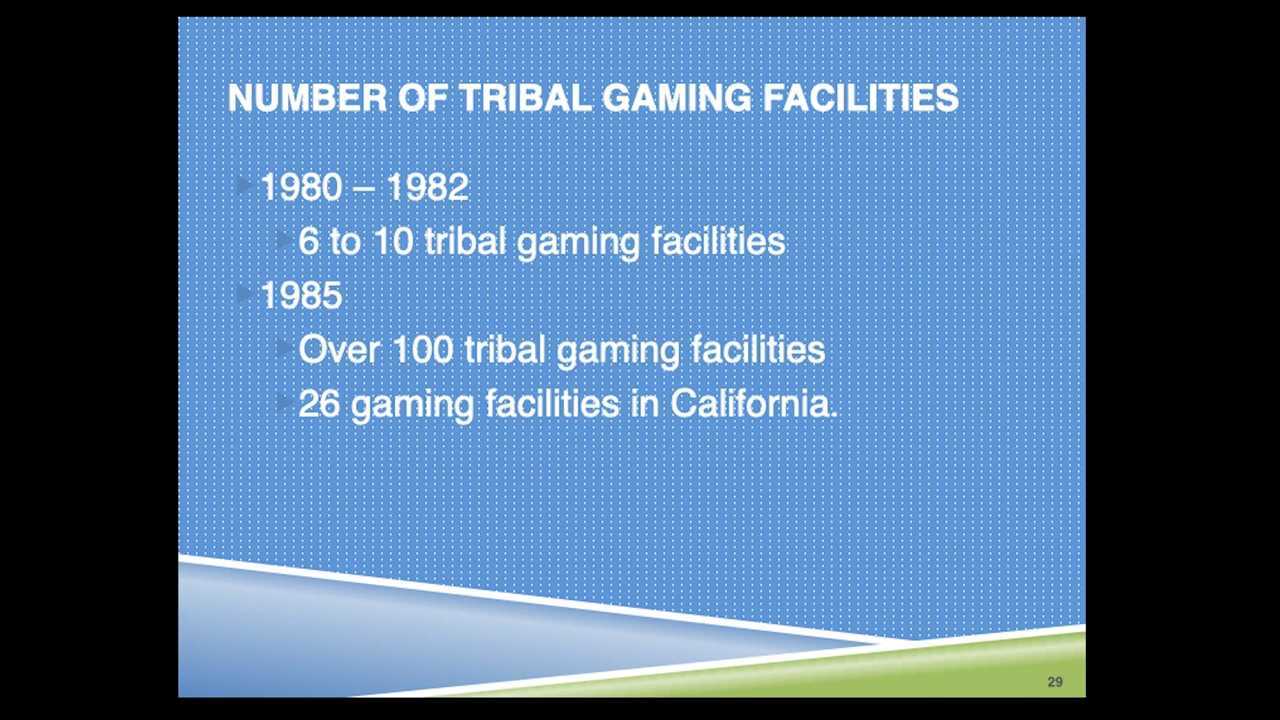 NUMBER OF TRIBAL GAMING FACILITIES
1980 – 1982
6 to 10 tribal gaming facilities
1985
Over 100 tribal gaming facilities
26 gaming facilities in California.
29